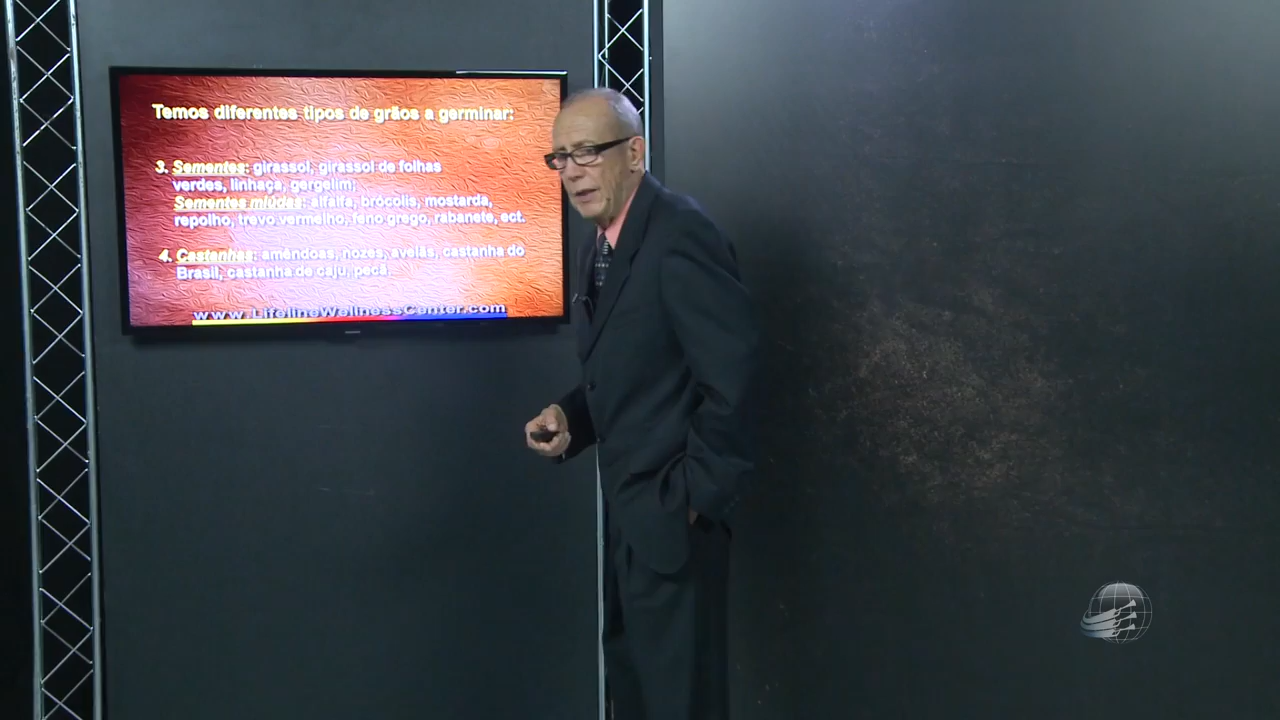 Temos diferentes tipos de grãos a germinar:
3. Sementes: girassol, girassol de folhas
verdes, linhaça, gergelim;
Sementes miúdas: alfafa, brócolis, mostarda,
repolho, trevo vermelho, feno grego, rabanete, ect.
4. Castanhas: amêndoas, nozes, avelãs, castanha do
Brasil, castanha de caju, pecã.
www.LifelineWellnessCenter.com